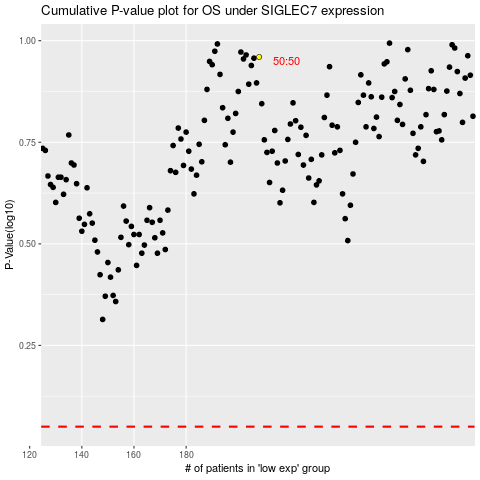 Cumulative P-value plot for OS under SIGLEC7 expression
1.00
50:50
0.75
P-Value(log10)
0.50
0.25
120 140 160 180
# of patients in 'low exp' group